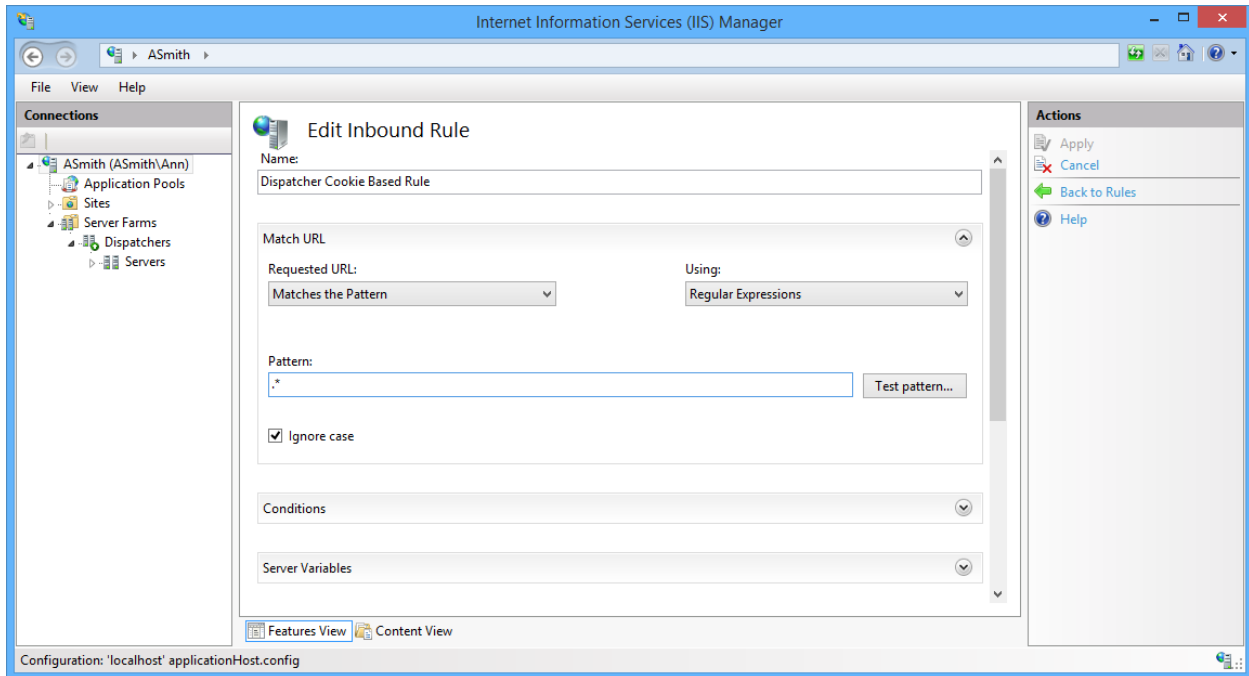 Internet Information Services (IIS) Manager
ASmith
File View Help
Connections
ASmith (ASmith\Ann)
Application Pools
Sites
Server Farms
Dispatchers
Servers
Edit Inbound Rule
Name:
Dispatcher Cookie Based Rule
Match URL
Requested URL:
Using:
Matches the Pattern
Regular Expressions
Pattern:
.*
Test pattern...
Ignore case
Conditions
Server Variables
Features View
Content View
Actions
Apply
Cancel
Back to Rules
Help
Configuration: 'localhost' applicationHost.config